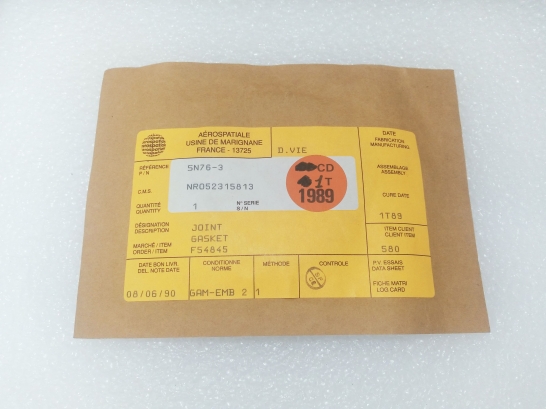 AÉROSPATIALE
USINE DE MARIGNANE
FRANCE - 13725
D.VIE
DATE
FABRICATION
MANUFACTURING
RÉFÉRENCE
P/N
5N76-3
CD
1T
1989
ASSEMBLAGE
ASSEMBLY
C.M.S.
NR052315813
CURE DATE
1T89
QUANTITÉ
QUANTITY
1
N° SERIE
S/N
DÉSIGNATION
DESCRIPTION
JOINT
GASKET
ITEM CLIENT
CLIENT ITEM
MARCHÉ/ITEM
ORDER/ITEM
F54845
S80
DATE BON LIVR.
DEL NOTE DATE
CONDITIONNE
NORME
MÉTHODE
CONTROLE
P.V ESSAIS
DATA SHEET
08/06/90
GAM-EMB 2
1
FICHE MATRI
LOG CARD